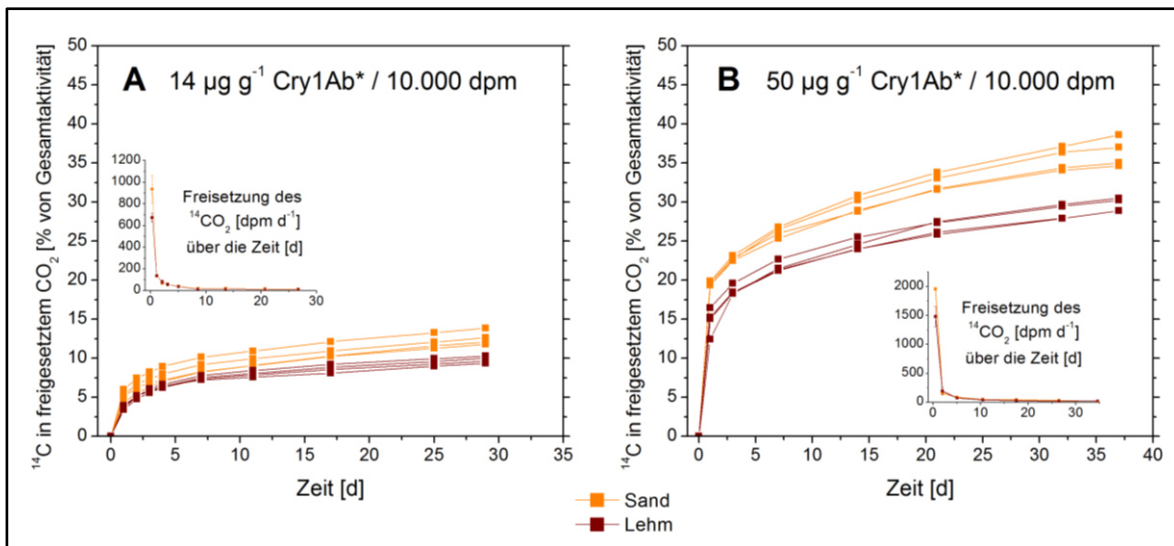 A 14 µg g⁻¹ Cry1Ab* / 10.000 dpm
¹⁴C in freigesetztem CO₂ [% von Gesamtaktivität]
50
45
40
35
30
25
20
15
10
5
0
1200
1000
800
600
400
200
0
Freisetzung des
¹⁴CO₂ [dpm d⁻¹]
über die Zeit [d]
0 10 20 30
0 5 10 15 20 25 30 35
Zeit [d]
B 50 µg g⁻¹ Cry1Ab* / 10.000 dpm
¹⁴C in freigesetztem CO₂ [% von Gesamtaktivität]
50
45
40
35
30
25
20
15
10
5
0
2000
1500
1000
500
0
Freisetzung des
¹⁴CO₂ [dpm d⁻¹]
über die Zeit [d]
0 10 20 30
0 5 10 15 20 25 30 35 40
Zeit [d]
Sand
Lehm